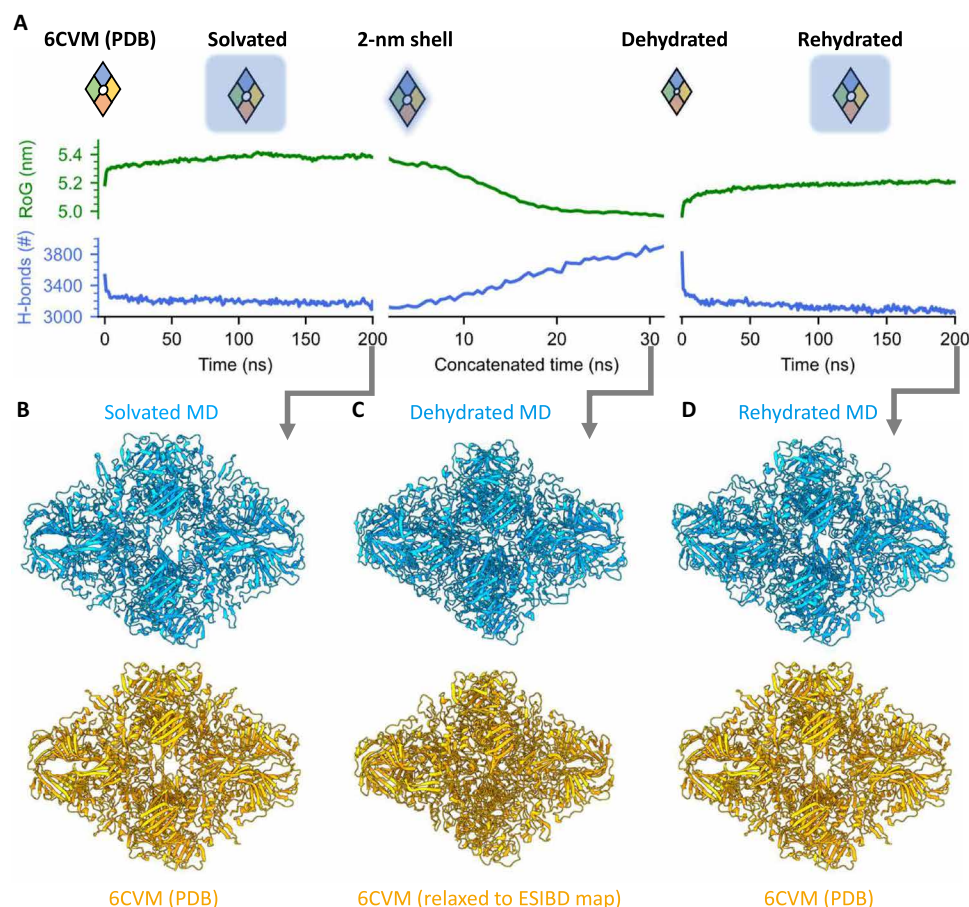 A
6CVM (PDB) Solvated 2-nm shell Dehydrated Rehydrated
RoG (nm)
5.4
5.2
5.0
H-bonds (#)
3800
3400
3000
0 50 100 150 200 10 20 30 0 50 100 150 200
Time (ns) Concatenated time (ns) Time (ns)
B Solvated MD C Dehydrated MD D Rehydrated MD
6CVM (PDB) 6CVM (relaxed to ESIBD map) 6CVM (PDB)